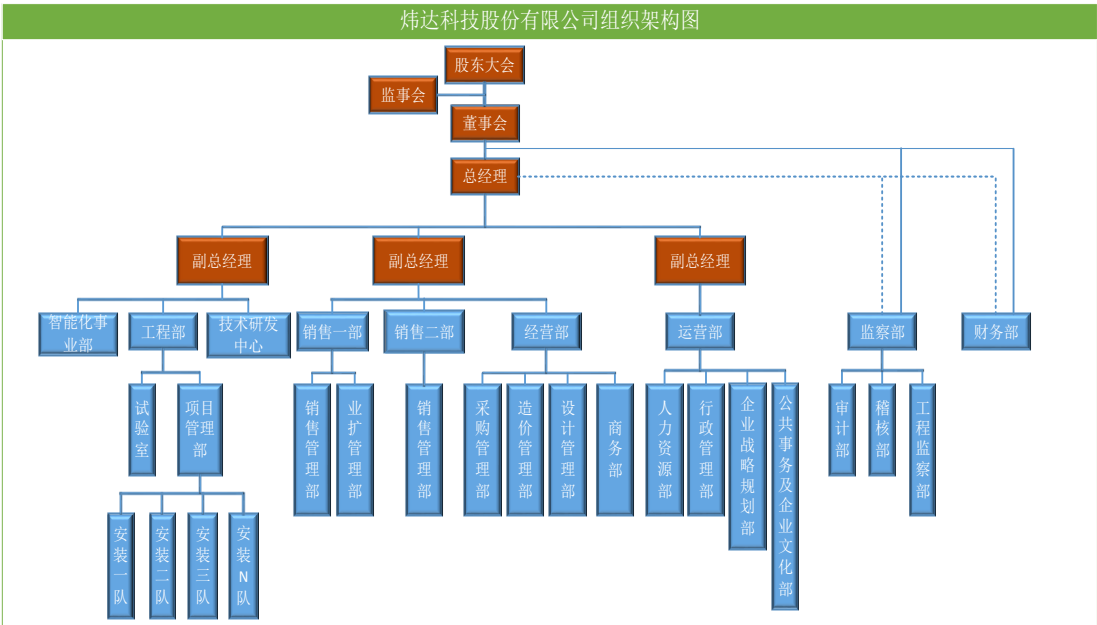 炜达科技股份有限公司组织架构图
股东大会
监事会
董事会
总经理
副总经理
副总经理
副总经理
智能化事
业部
工程部
技术研发
中心
销售一部
销售二部
经营部
运营部
监察部
财务部
试验室
项目
管理
部
销售管理部
业扩管理部
销售管理部
采购管理部
造价管理部
设计管理部
商务部
人力资源部
行政管理部
企业战略规划部
公共事务及企业文化部
审计部
稽核部
工程监察部
安装一队
安装二队
安装三队
安装N队